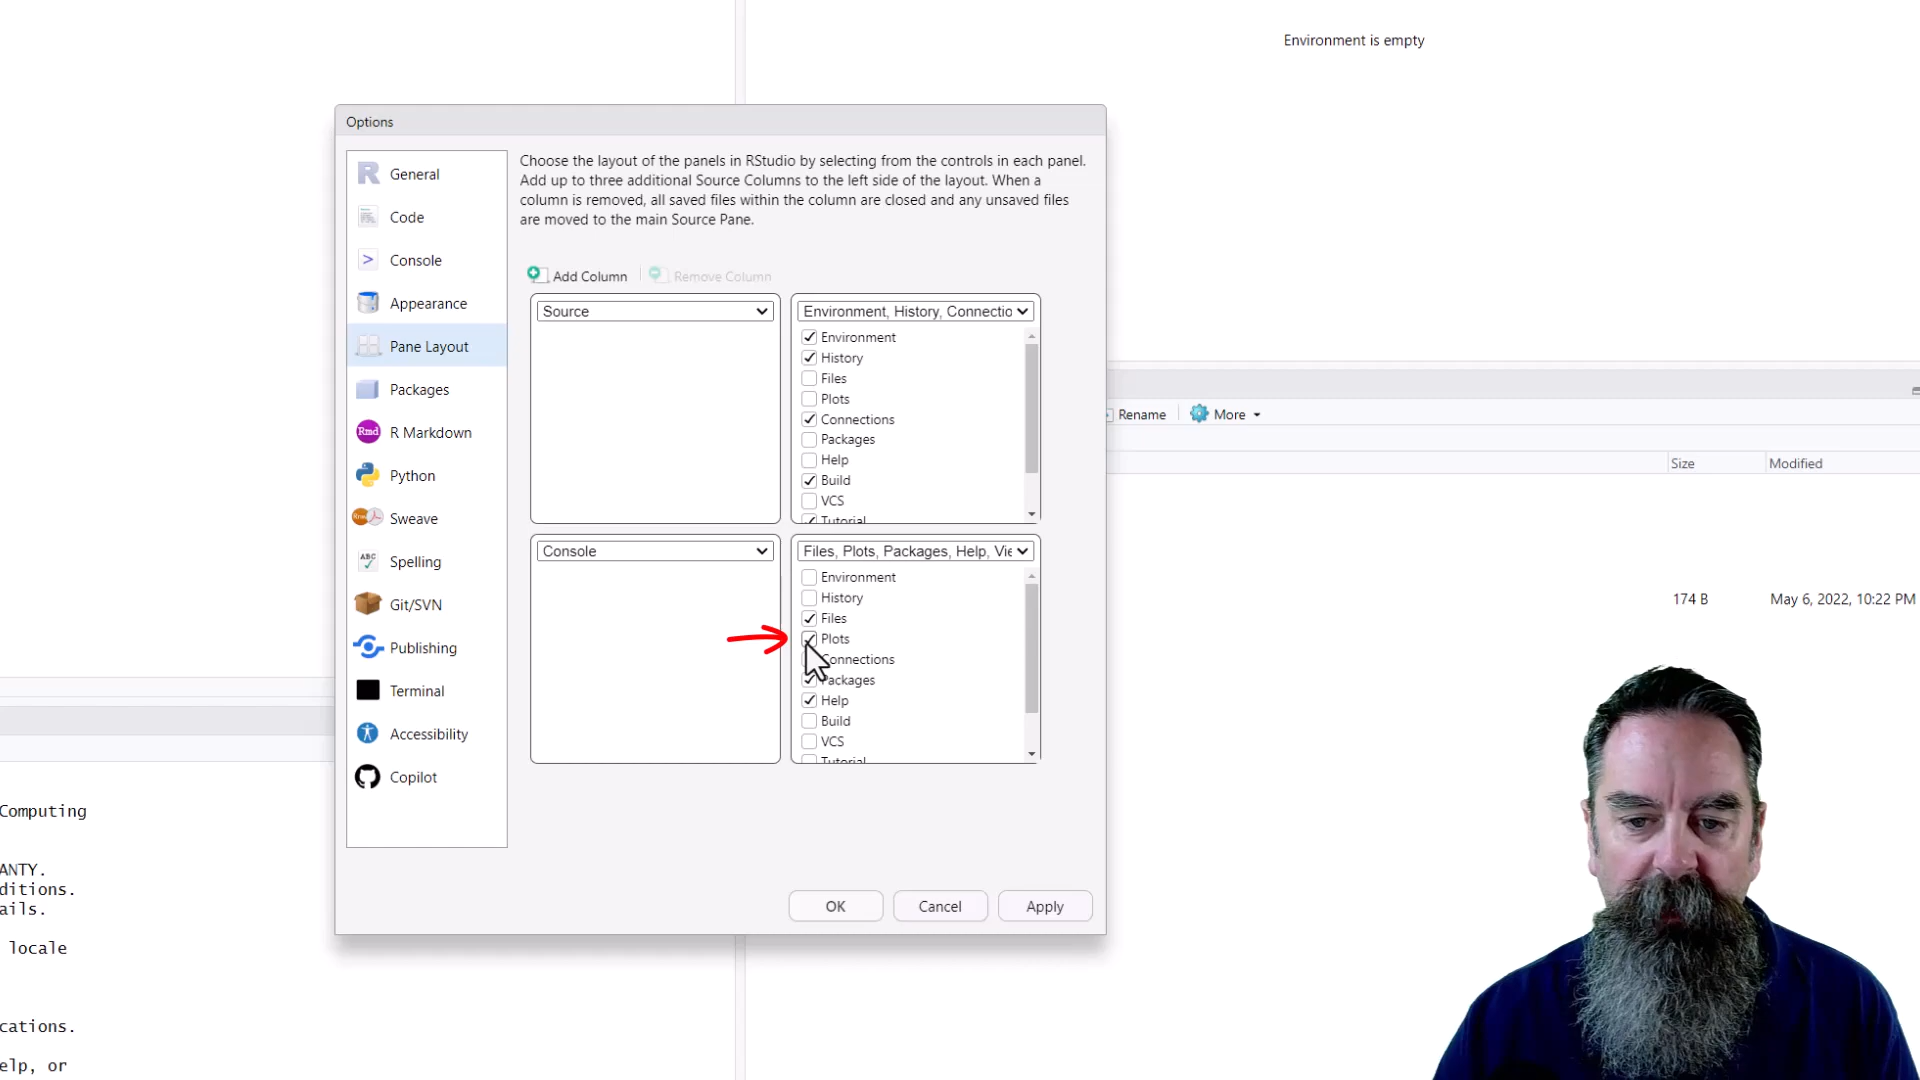 Environment is empty
Options
General
Code
Console
Appearance
Pane Layout
Packages
R Markdown
Python
Sweave
Spelling
Git/SVN
Publishing
Terminal
Accessibility
Copilot
Choose the layout of the panels in RStudio by selecting from the controls in each panel.
Add up to three additional Source Columns to the left side of the layout. When a
column is removed, all saved files within the column are closed and any unsaved files
are moved to the main Source Pane.
Add Column
Remove Column
Source
Environment, History, Connectio
Environment
History
Files
Plots
Connections
Packages
Help
Build
VCS
Tutorial
Console
Files, Plots, Packages, Help, Vie
Environment
History
Files
Plots
Connections
Packages
Help
Build
VCS
Tutorial
OK
Cancel
Apply
Rename
More
Size
Modified
174 B
May 6, 2022, 10:22 PM
Computing
ANTY.
ditions.
ails.
locale
cations.
elp, or